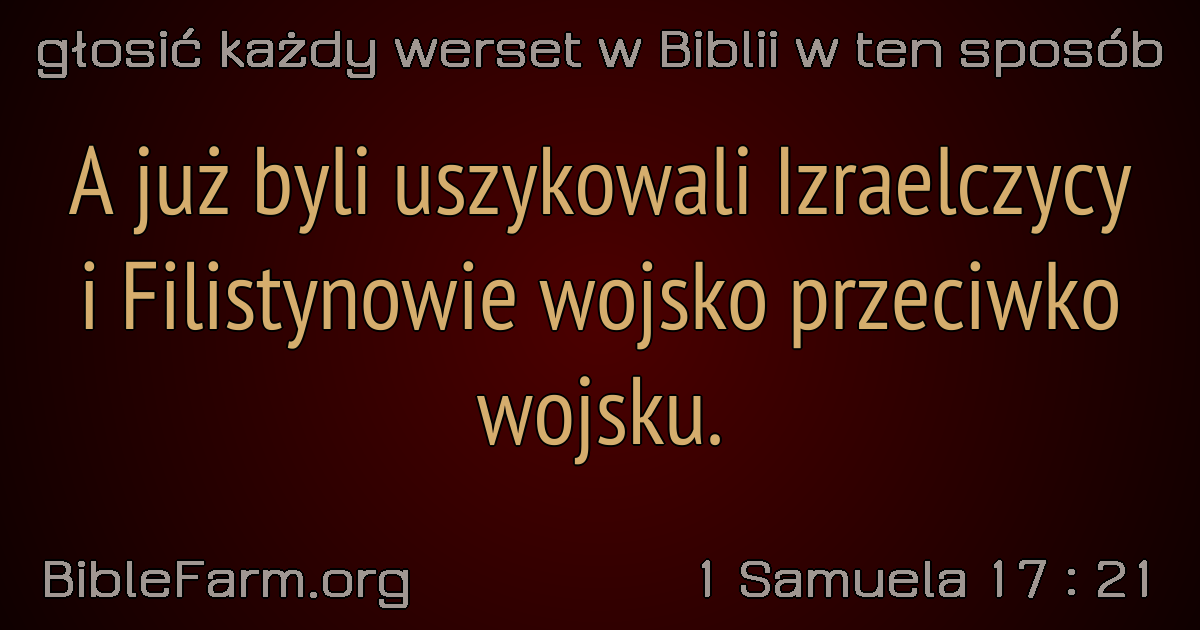 głosić każdy werset w Biblii w ten sposób
A już byli uszykowali Izraelczycy
i Filistynowie wojsko przeciwko
wojsku.
BibleFarm.org
1 Samuela 17 : 21